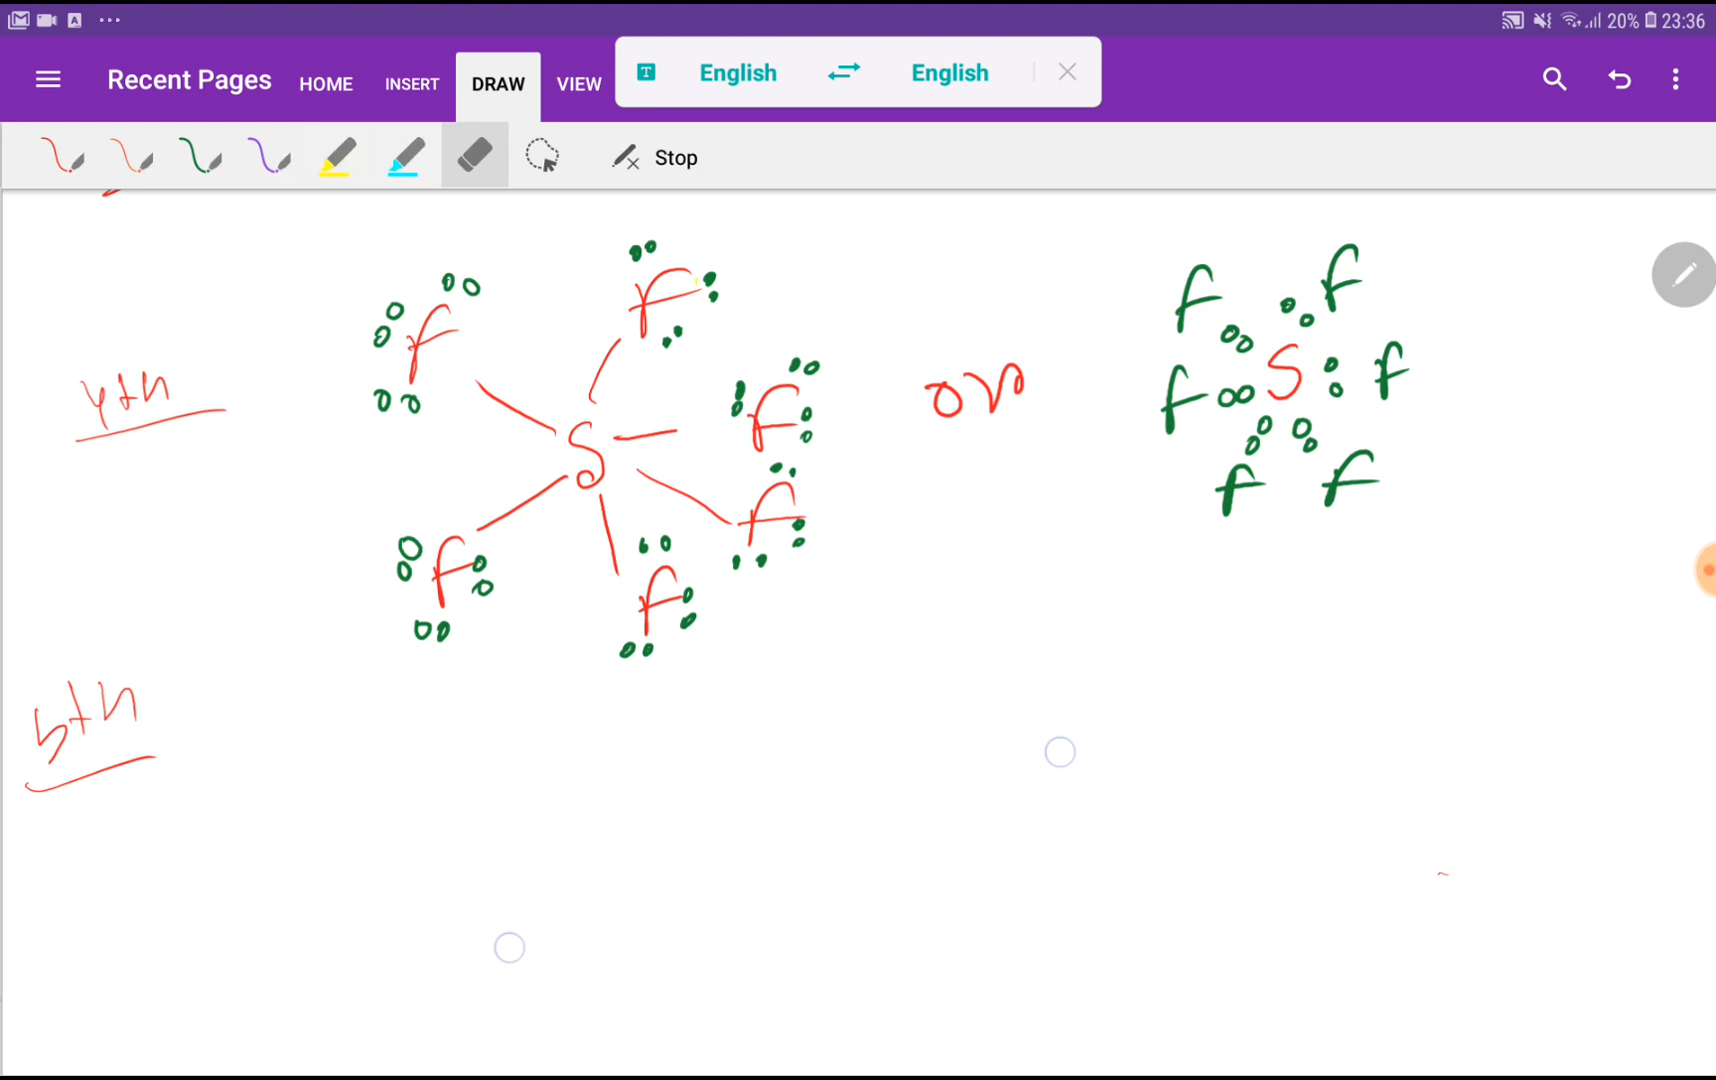 20% 23:36
Recent Pages HOME INSERT DRAW VIEW
English English
Stop
4th
F F F F F F S
or
F F F S F F F
5th